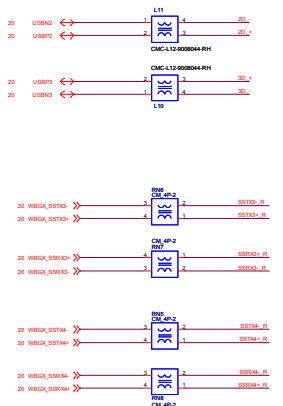 L11
20 USBN2 1 4 2D_-
20 USBP2 2 3 2D_+
CMC-L12-9008044-RH
CMC-L12-9008044-RH
20 USBP3 2 3 3D_+
20 USBN3 1 4 3D_-
L10
RN6
CM_4P-2
20 WBGX_SSTX3- 3 2 SSTX3-_R
20 WBGX_SSTX3+ 4 1 SSTX3+_R
CM_4P-2
RN7
20 WBGX_SSRX3+ 4 1 SSRX3+_R
20 WBGX_SSRX3- 3 2 SSRX3-_R
RN5
CM_4P-2
20 WBGX_SSTX4- 3 2 SSTX4-_R
20 WBGX_SSTX4+ 4 1 SSTX4+_R
20 WBGX_SSRX4- 3 2 SSRX4-_R
20 WBGX_SSRX4+ 4 1 SSRX4+_R
RN8
CM_4P-2